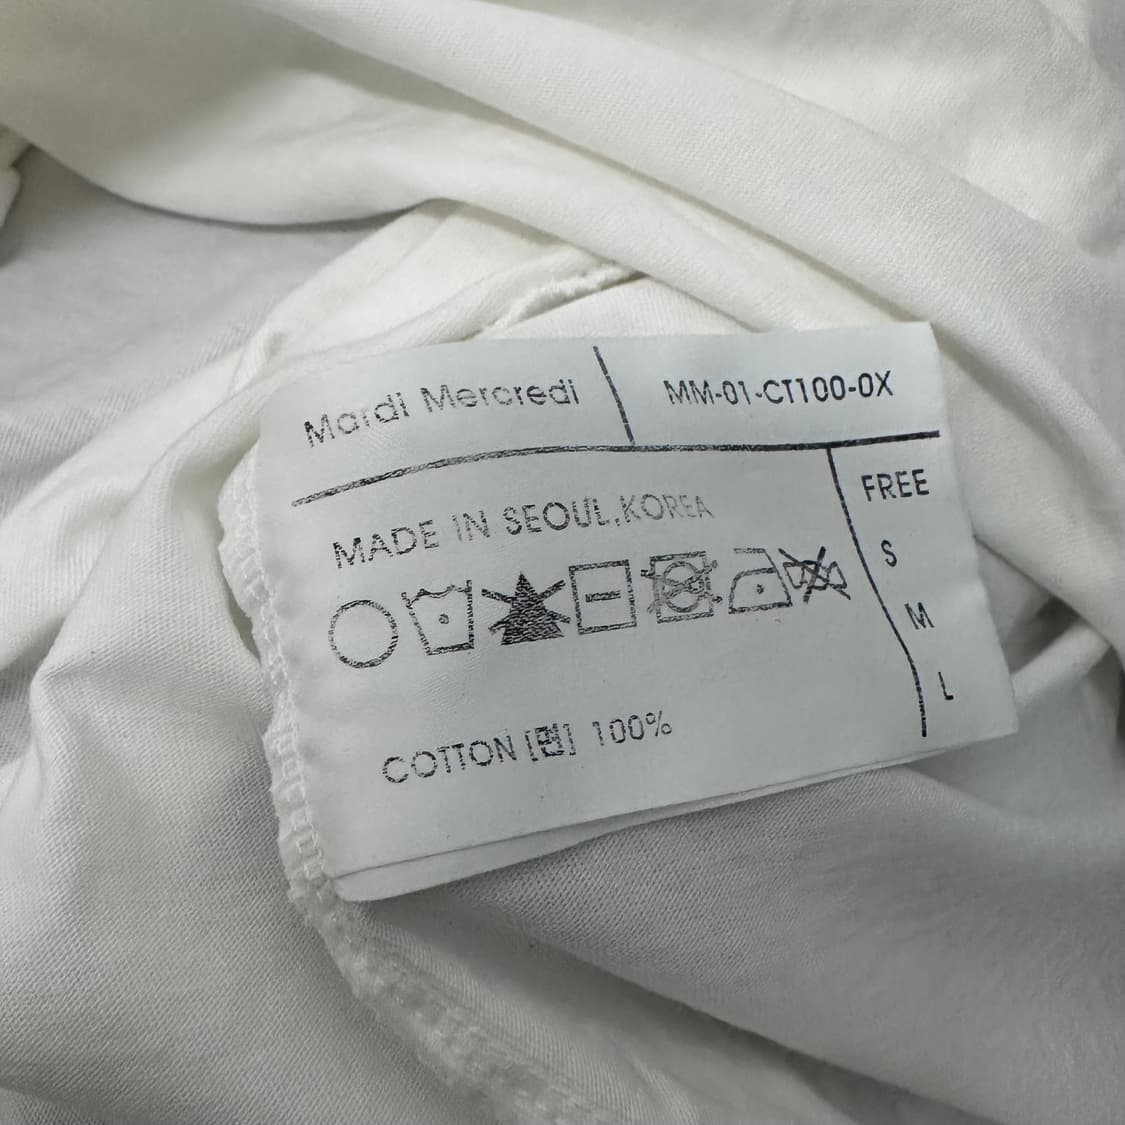 Mardi Mercredi
MM-01-CT100-0X
MADE IN SEOUL,KOREA
FREE
S
M
L
COTTON [면] 100%